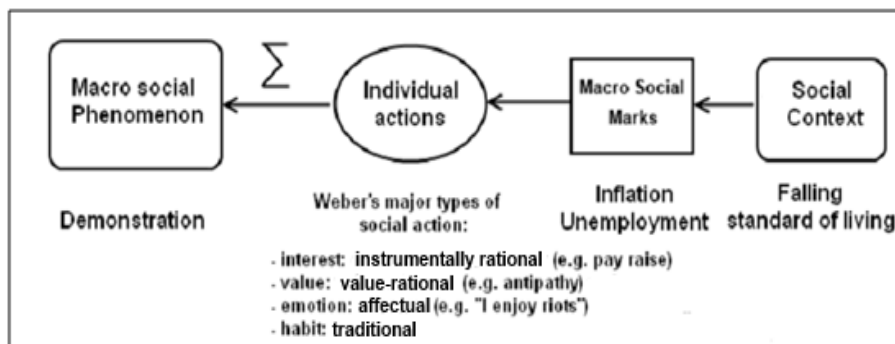 Macro social
Phenomenon
∑
Individual
actions
Macro Social
Marks
Social
Context
Demonstration
Weber's major types of
social action:
- interest: instrumentally rational (e.g. pay raise)
- value: value-rational (e.g. antipathy)
- emotion: affectual (e.g. "I enjoy riots")
- habit: traditional
Inflation
Unemployment
Falling
standard of living